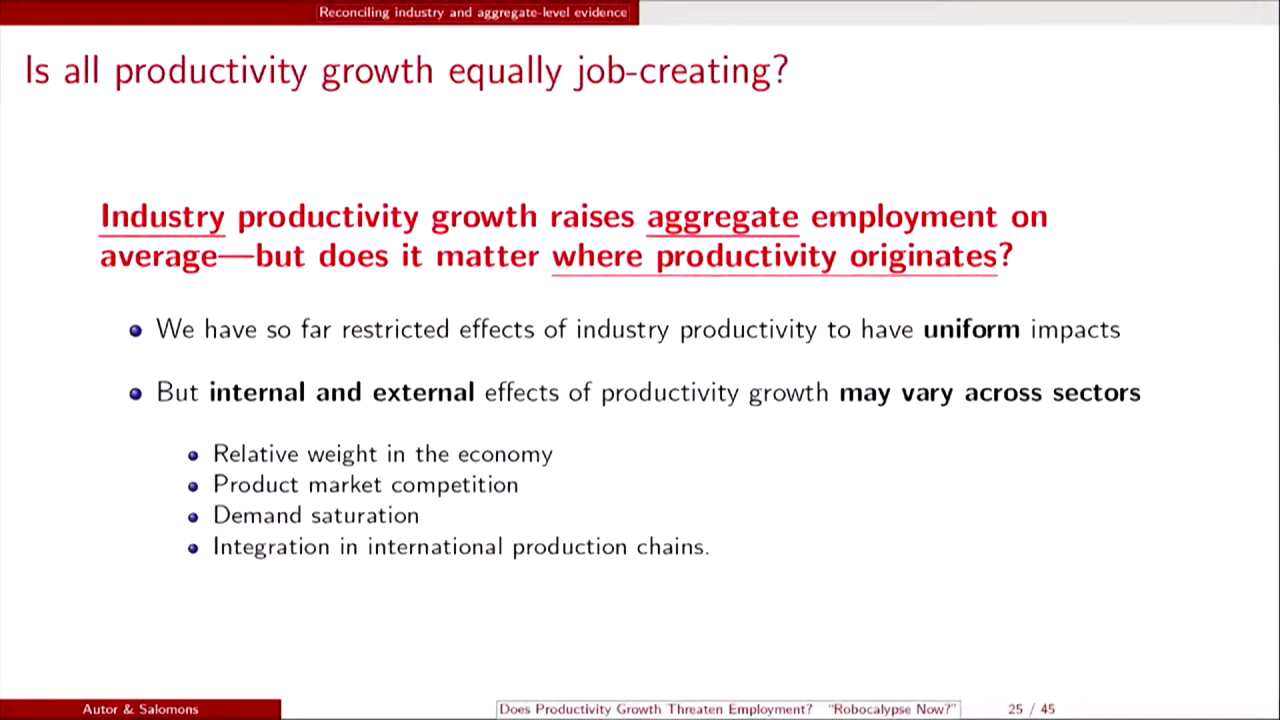 Reconciling industry and aggregate-level evidence
Is all productivity growth equally job-creating?
Industry productivity growth raises aggregate employment on
average—but does it matter where productivity originates?
We have so far restricted effects of industry productivity to have uniform impacts
But internal and external effects of productivity growth may vary across sectors
Relative weight in the economy
Product market competition
Demand saturation
Integration in international production chains.
Autor & Salomons
Does Productivity Growth Threaten Employment? "Robocalypse Now?"
25 / 45